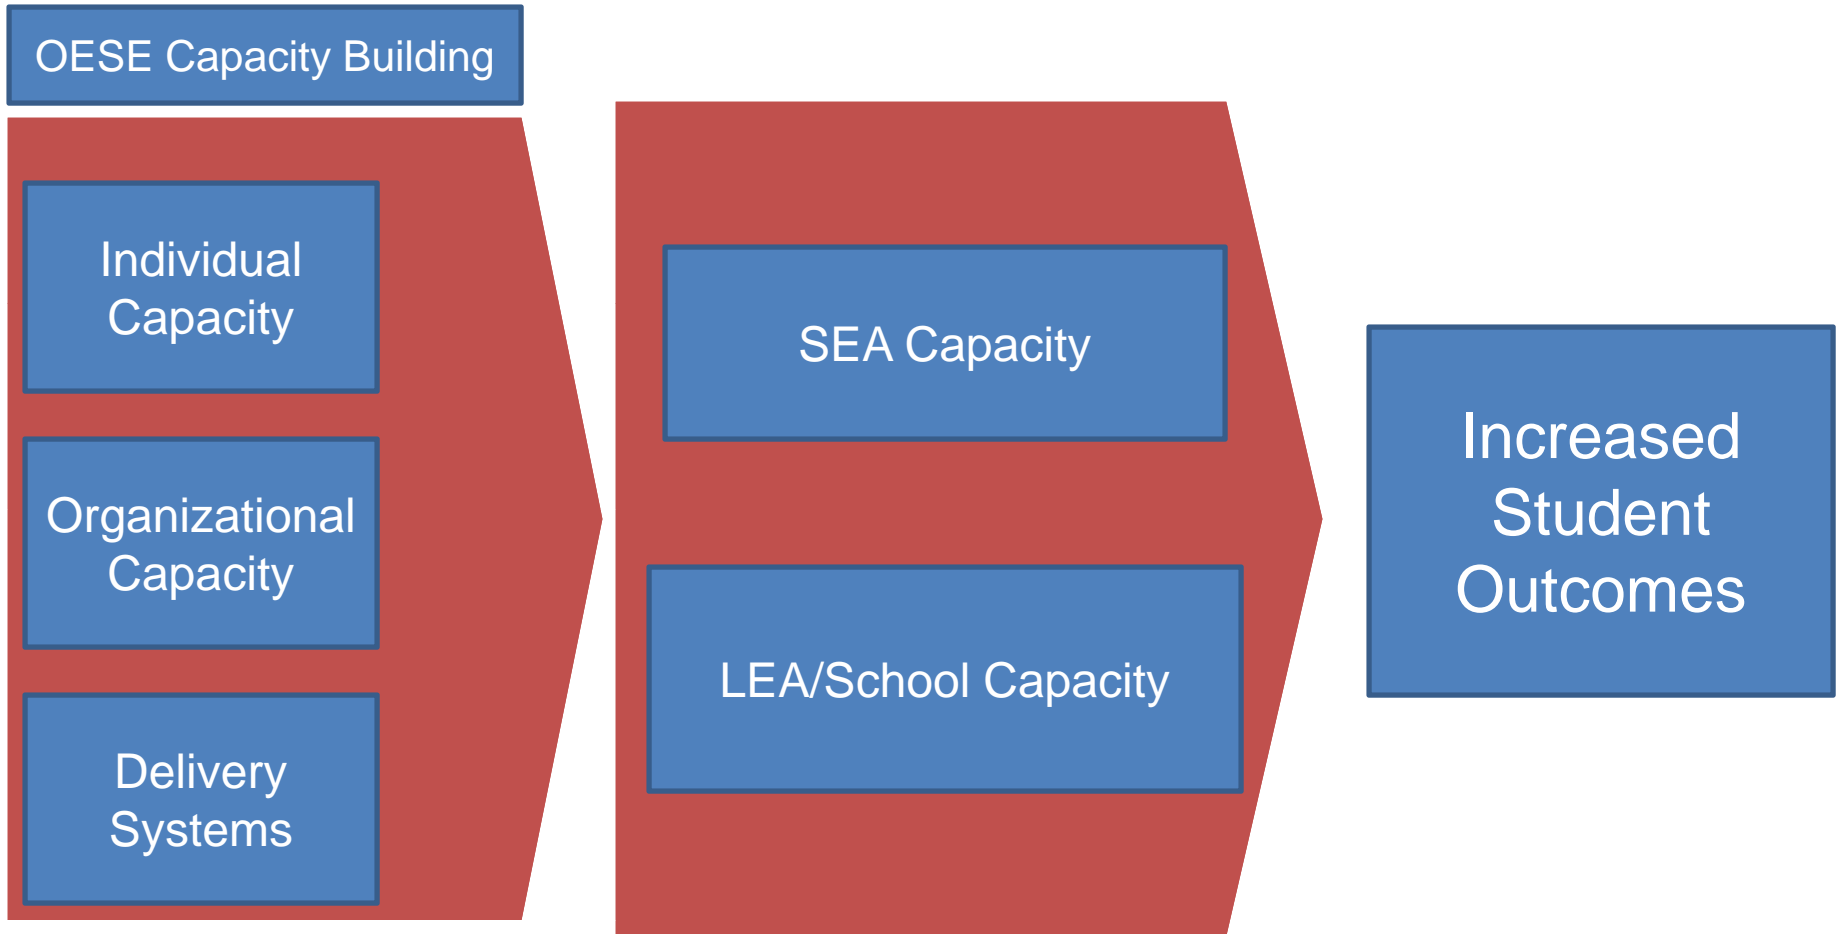 OESE Capacity Building
Individual
Capacity
Organizational
Capacity
Delivery
Systems
SEA Capacity
LEA/School Capacity
Increased
Student
Outcomes